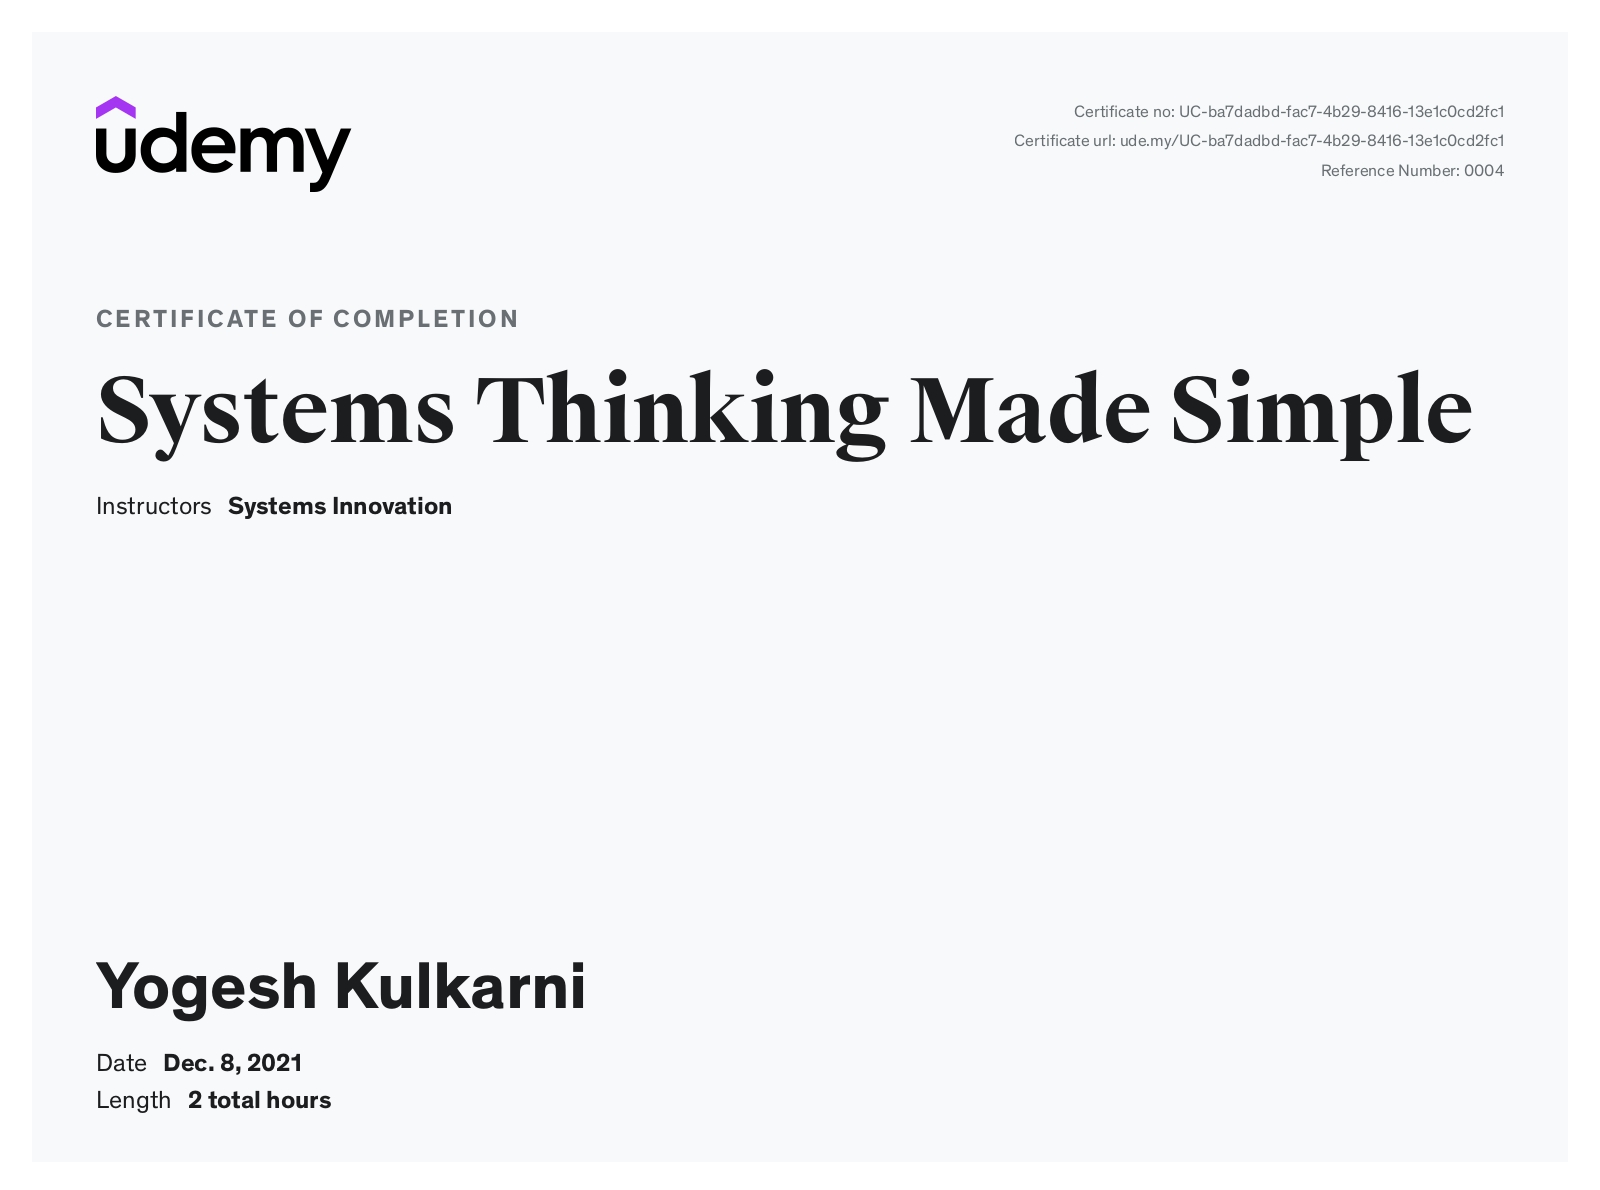 udemy
Certificate no: UC-ba7dadbd-fac7-4b29-8416-13e1c0cd2fc1
Certificate url: ude.my/UC-ba7dadbd-fac7-4b29-8416-13e1c0cd2fc1
Reference Number: 0004
CERTIFICATE OF COMPLETION
Systems Thinking Made Simple
Instructors Systems Innovation
Yogesh Kulkarni
Date Dec. 8, 2021
Length 2 total hours